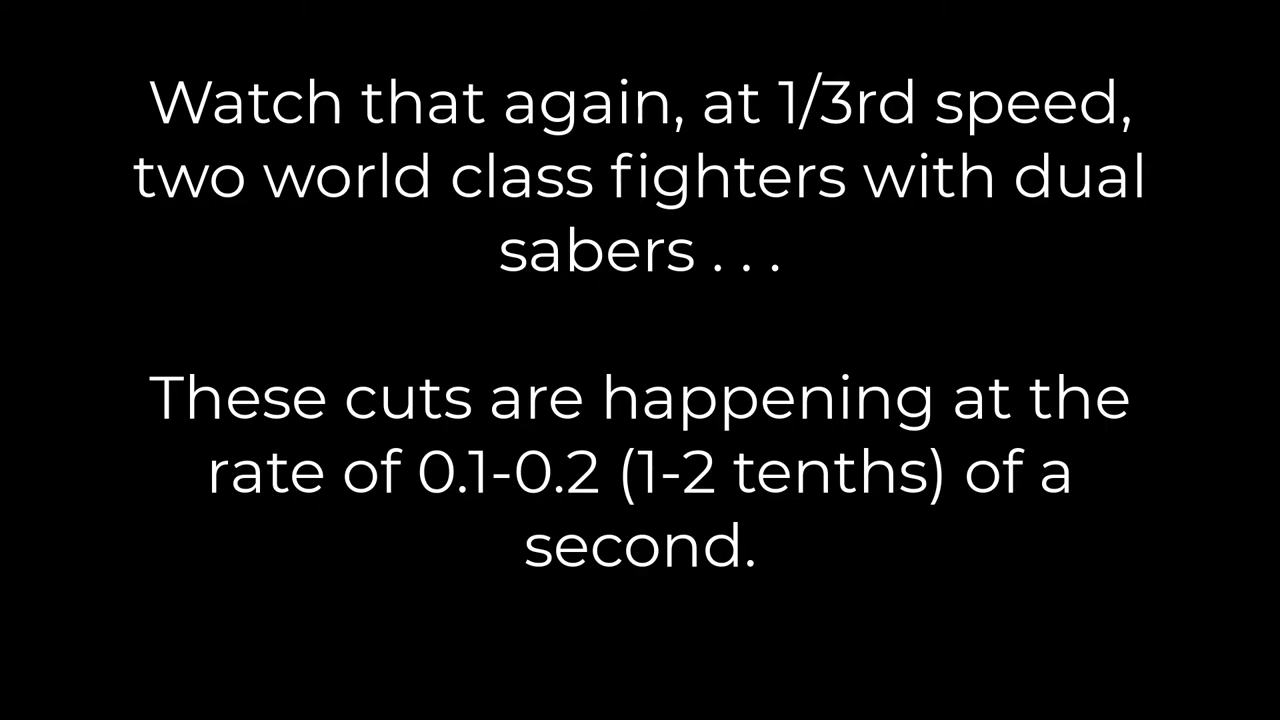 Watch that again, at 1/3rd speed,
two world class fighters with dual
sabers . . .
These cuts are happening at the
rate of 0.1-0.2 (1-2 tenths) of a
second.